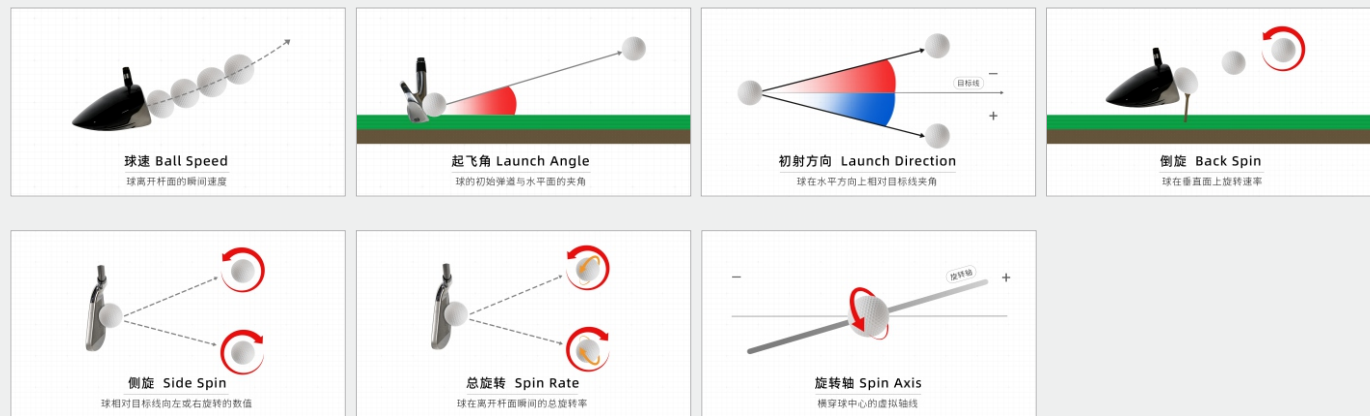 球速 Ball Speed
球离开杆面的瞬间速度
起飞角 Launch Angle
球的初始弹道与水平面的夹角
目标线
−
+
初射方向 Launch Direction
球在水平方向上相对目标线夹角
倒旋 Back Spin
球在垂直面上旋转速率
侧旋 Side Spin
球相对目标线向左或右旋转的数值
总旋转 Spin Rate
球在离开杆面瞬间的总旋转率
−
旋转轴
+
旋转轴 Spin Axis
横穿球中心的虚拟轴线